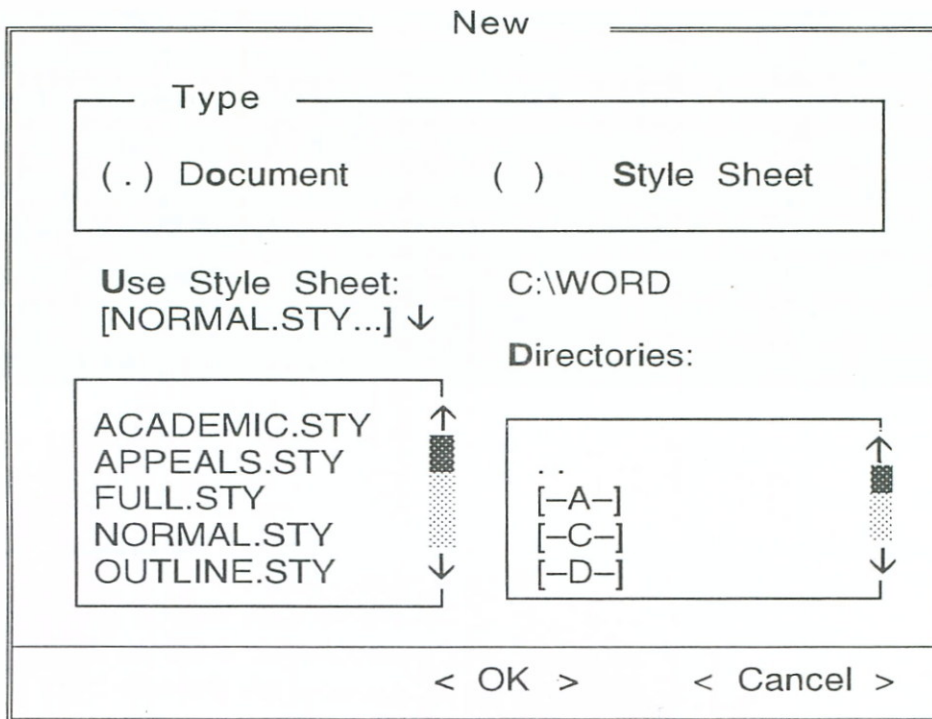 New
Type
(.) Document ( ) Style Sheet
Use Style Sheet:
[NORMAL.STY...] ↓
C:\WORD
Directories:
ACADEMIC.STY
APPEALS.STY
FULL.STY
NORMAL.STY
OUTLINE.STY
. .
[–A–]
[–C–]
[–D–]
< OK > < Cancel >